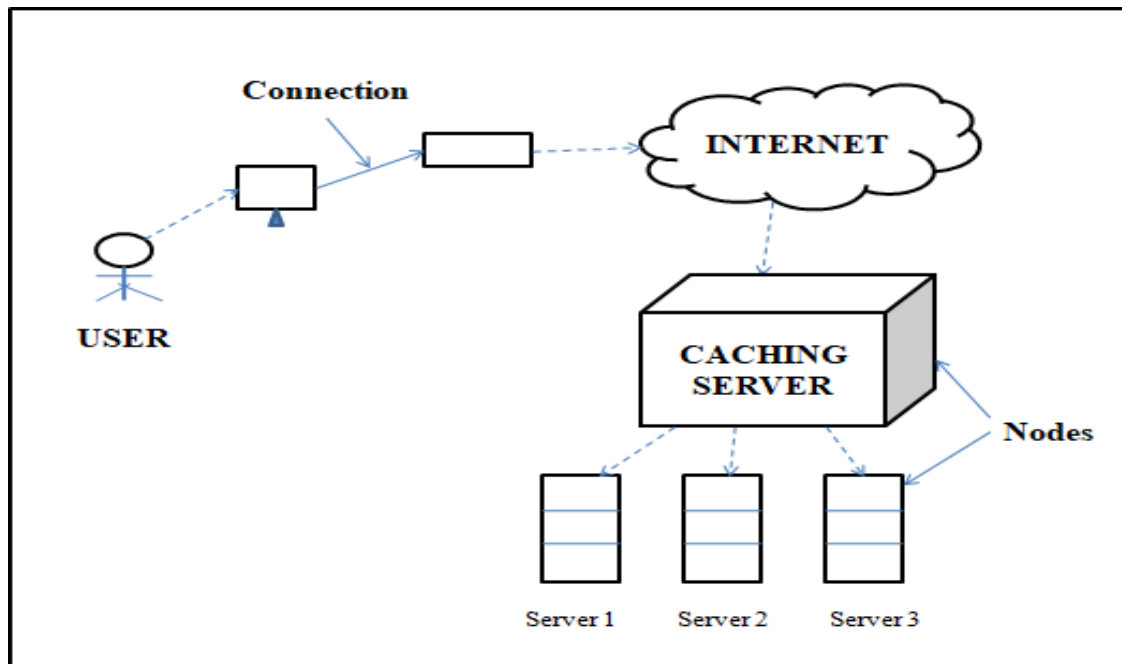 Connection
INTERNET
USER
CACHING
SERVER
Nodes
Server 1
Server 2
Server 3